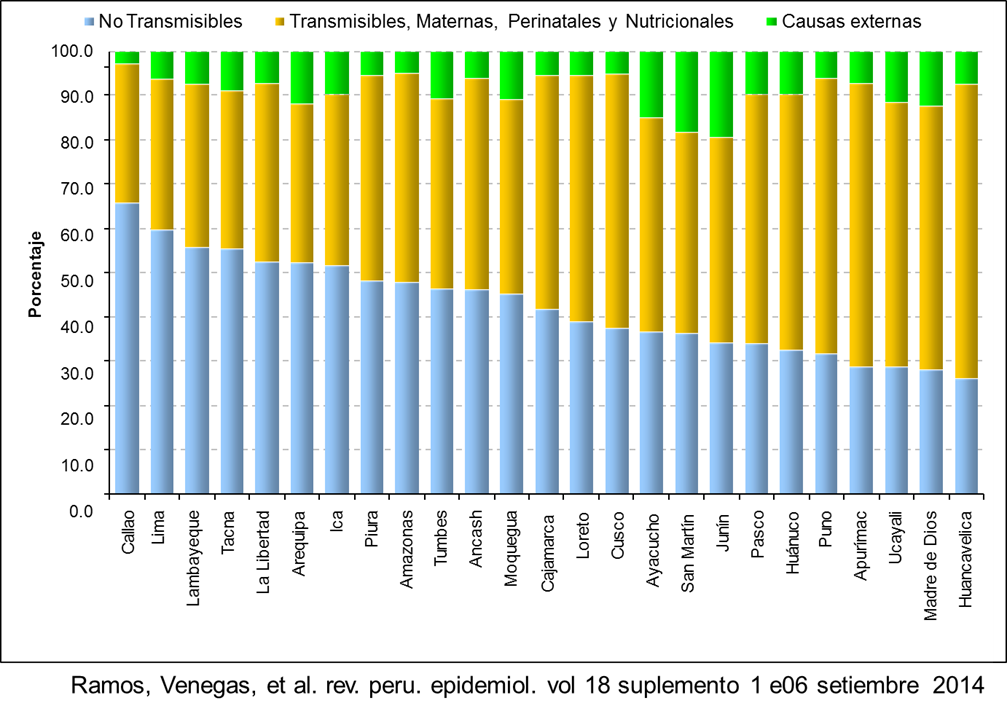 No Transmisibles Transmisibles, Maternas, Perinatales y Nutricionales Causas externas
100.0
90.0
80.0
70.0
60.0
50.0
40.0
30.0
20.0
10.0
0.0
Porcentaje
Callao
Lima
Lambayeque
Tacna
La Libertad
Arequipa
Ica
Piura
Amazonas
Tumbes
Ancash
Moquegua
Cajamarca
Loreto
Cusco
Ayacucho
San Martín
Junín
Pasco
Huánuco
Puno
Apurímac
Ucayali
Madre de Dios
Huancavelica
Ramos, Venegas, et al. rev. peru. epidemiol. vol 18 suplemento 1 e06 setiembre 2014